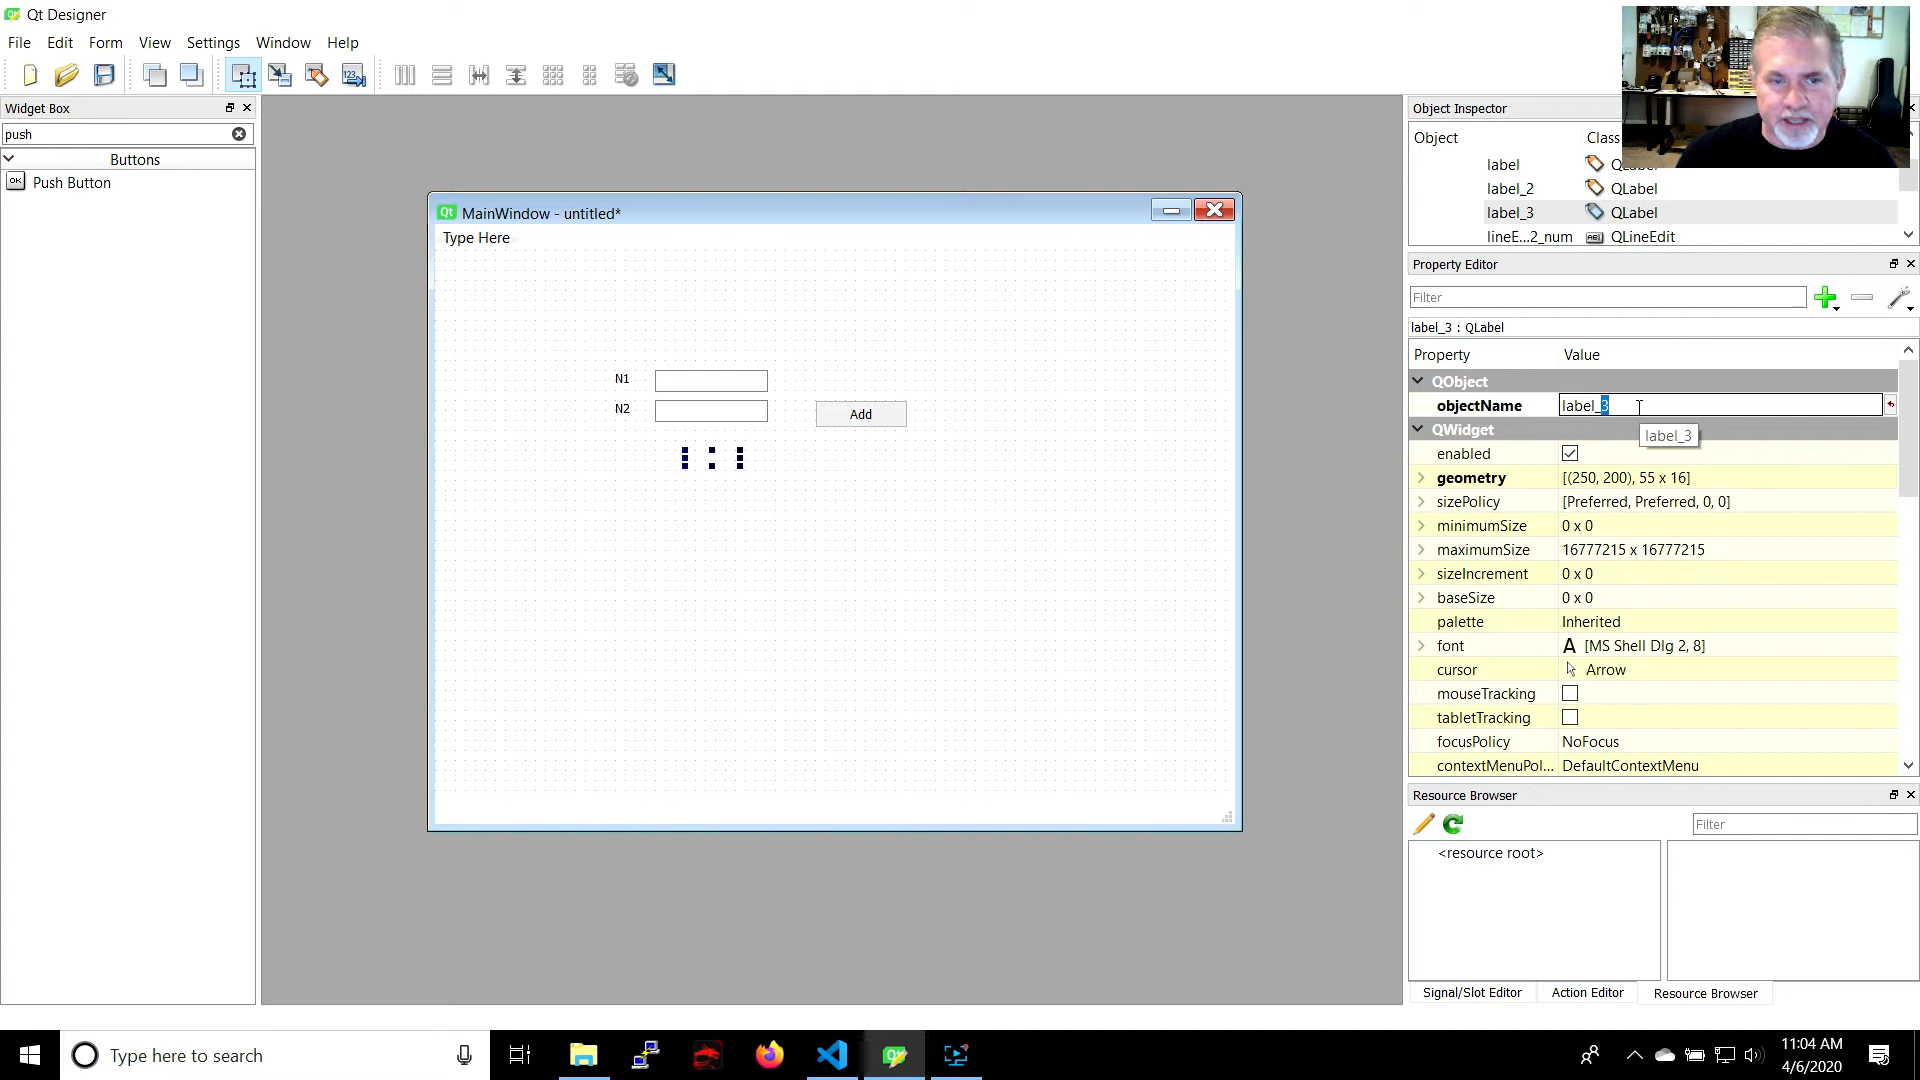 Qt Designer
File Edit Form View Settings Window Help
Widget Box
push
Buttons
Push Button
MainWindow - untitled*
Type Here
N1
N2
Add
Object Inspector
Object Class
label QLabel
label_2 QLabel
label_3 QLabel
lineE...2_num QLineEdit
Property Editor
Filter
label_3 : QLabel
Property Value
QObject
objectName label_3
QWidget
label_3
enabled
geometry [(250, 200), 55 x 16]
sizePolicy [Preferred, Preferred, 0, 0]
minimumSize 0 x 0
maximumSize 16777215 x 16777215
sizeIncrement 0 x 0
baseSize 0 x 0
palette Inherited
font A [MS Shell Dlg 2, 8]
cursor Arrow
mouseTracking
tabletTracking
focusPolicy NoFocus
contextMenuPol... DefaultContextMenu
Resource Browser
Filter
<resource root>
Signal/Slot Editor Action Editor Resource Browser
Type here to search
11:04 AM
4/6/2020